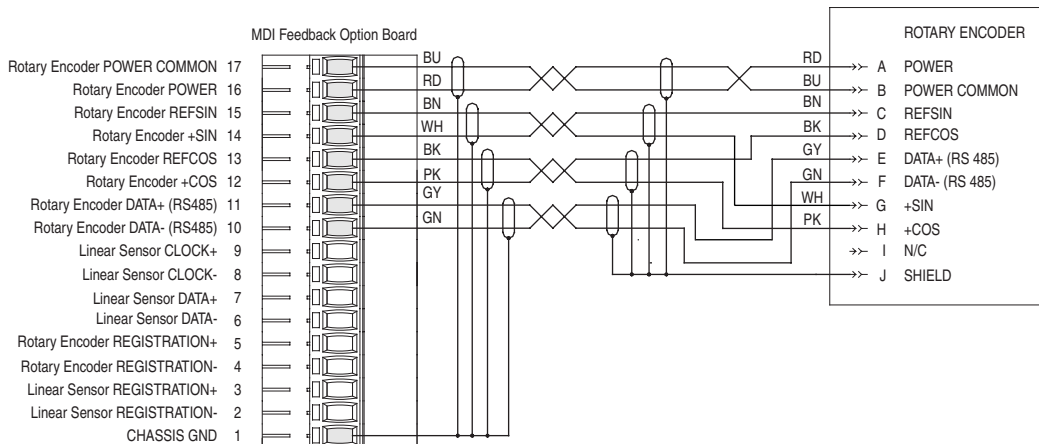 MDI Feedback Option Board
ROTARY ENCODER
Rotary Encoder POWER COMMON 17 BU RD A POWER
Rotary Encoder POWER 16 RD BU B POWER COMMON
Rotary Encoder REFSIN 15 BN BN C REFSIN
Rotary Encoder +SIN 14 WH BK D REFCOS
Rotary Encoder REFCOS 13 BK GY E DATA+ (RS 485)
Rotary Encoder +COS 12 PK GN F DATA- (RS 485)
Rotary Encoder DATA+ (RS485) 11 GY WH G +SIN
Rotary Encoder DATA- (RS485) 10 GN PK H +COS
Linear Sensor CLOCK+ 9 I N/C
Linear Sensor CLOCK- 8 J SHIELD
Linear Sensor DATA+ 7
Linear Sensor DATA- 6
Rotary Encoder REGISTRATION+ 5
Rotary Encoder REGISTRATION- 4
Linear Sensor REGISTRATION+ 3
Linear Sensor REGISTRATION- 2
CHASSIS GND 1